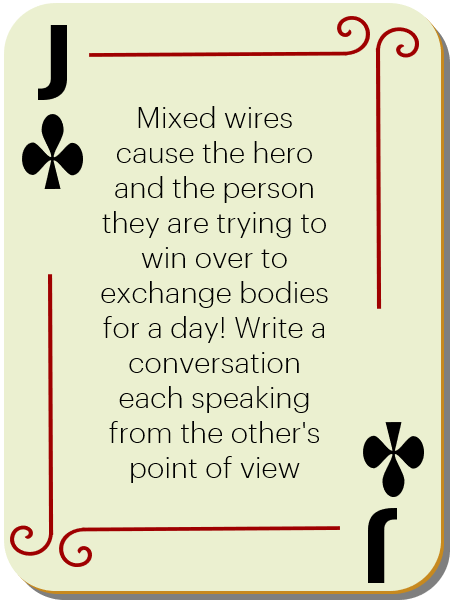 J
Mixed wires
cause the hero
and the person
they are trying to
win over to
exchange bodies
for a day! Write a
conversation
each speaking
from the other's
point of view
J